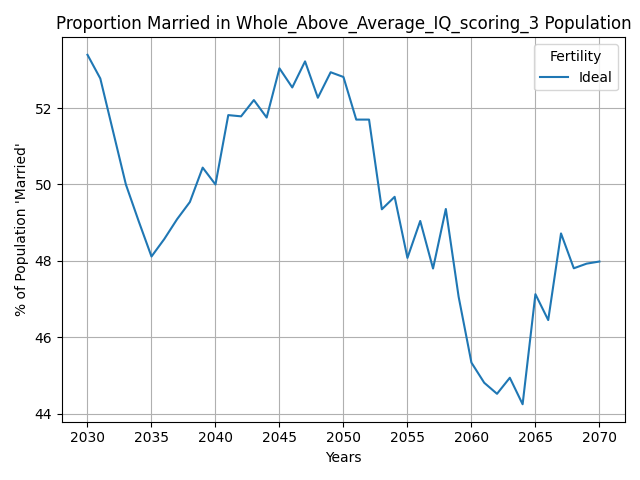 Proportion Married in Whole_Above_Average_IQ_scoring_3 Population
Fertility
Ideal
% of Population 'Married'
52
50
48
46
44
2030 2035 2040 2045 2050 2055 2060 2065 2070
Years